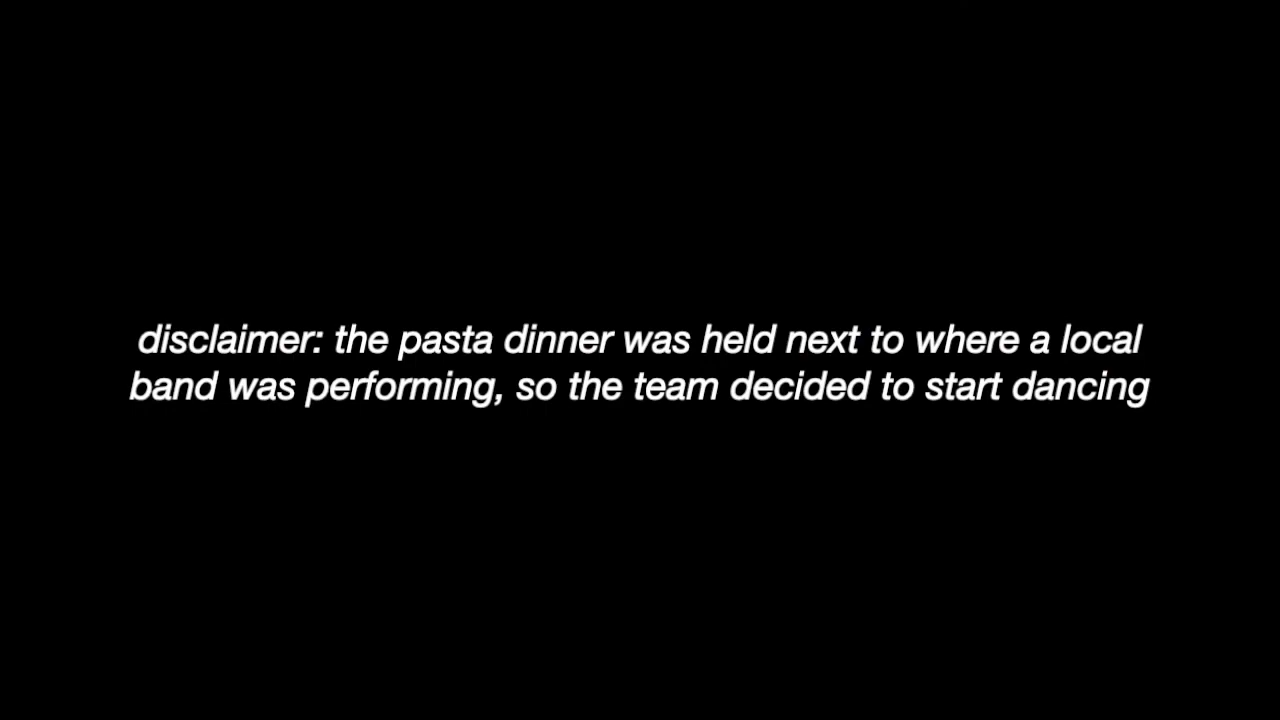 disclaimer: the pasta dinner was held next to where a local
band was performing, so the team decided to start dancing